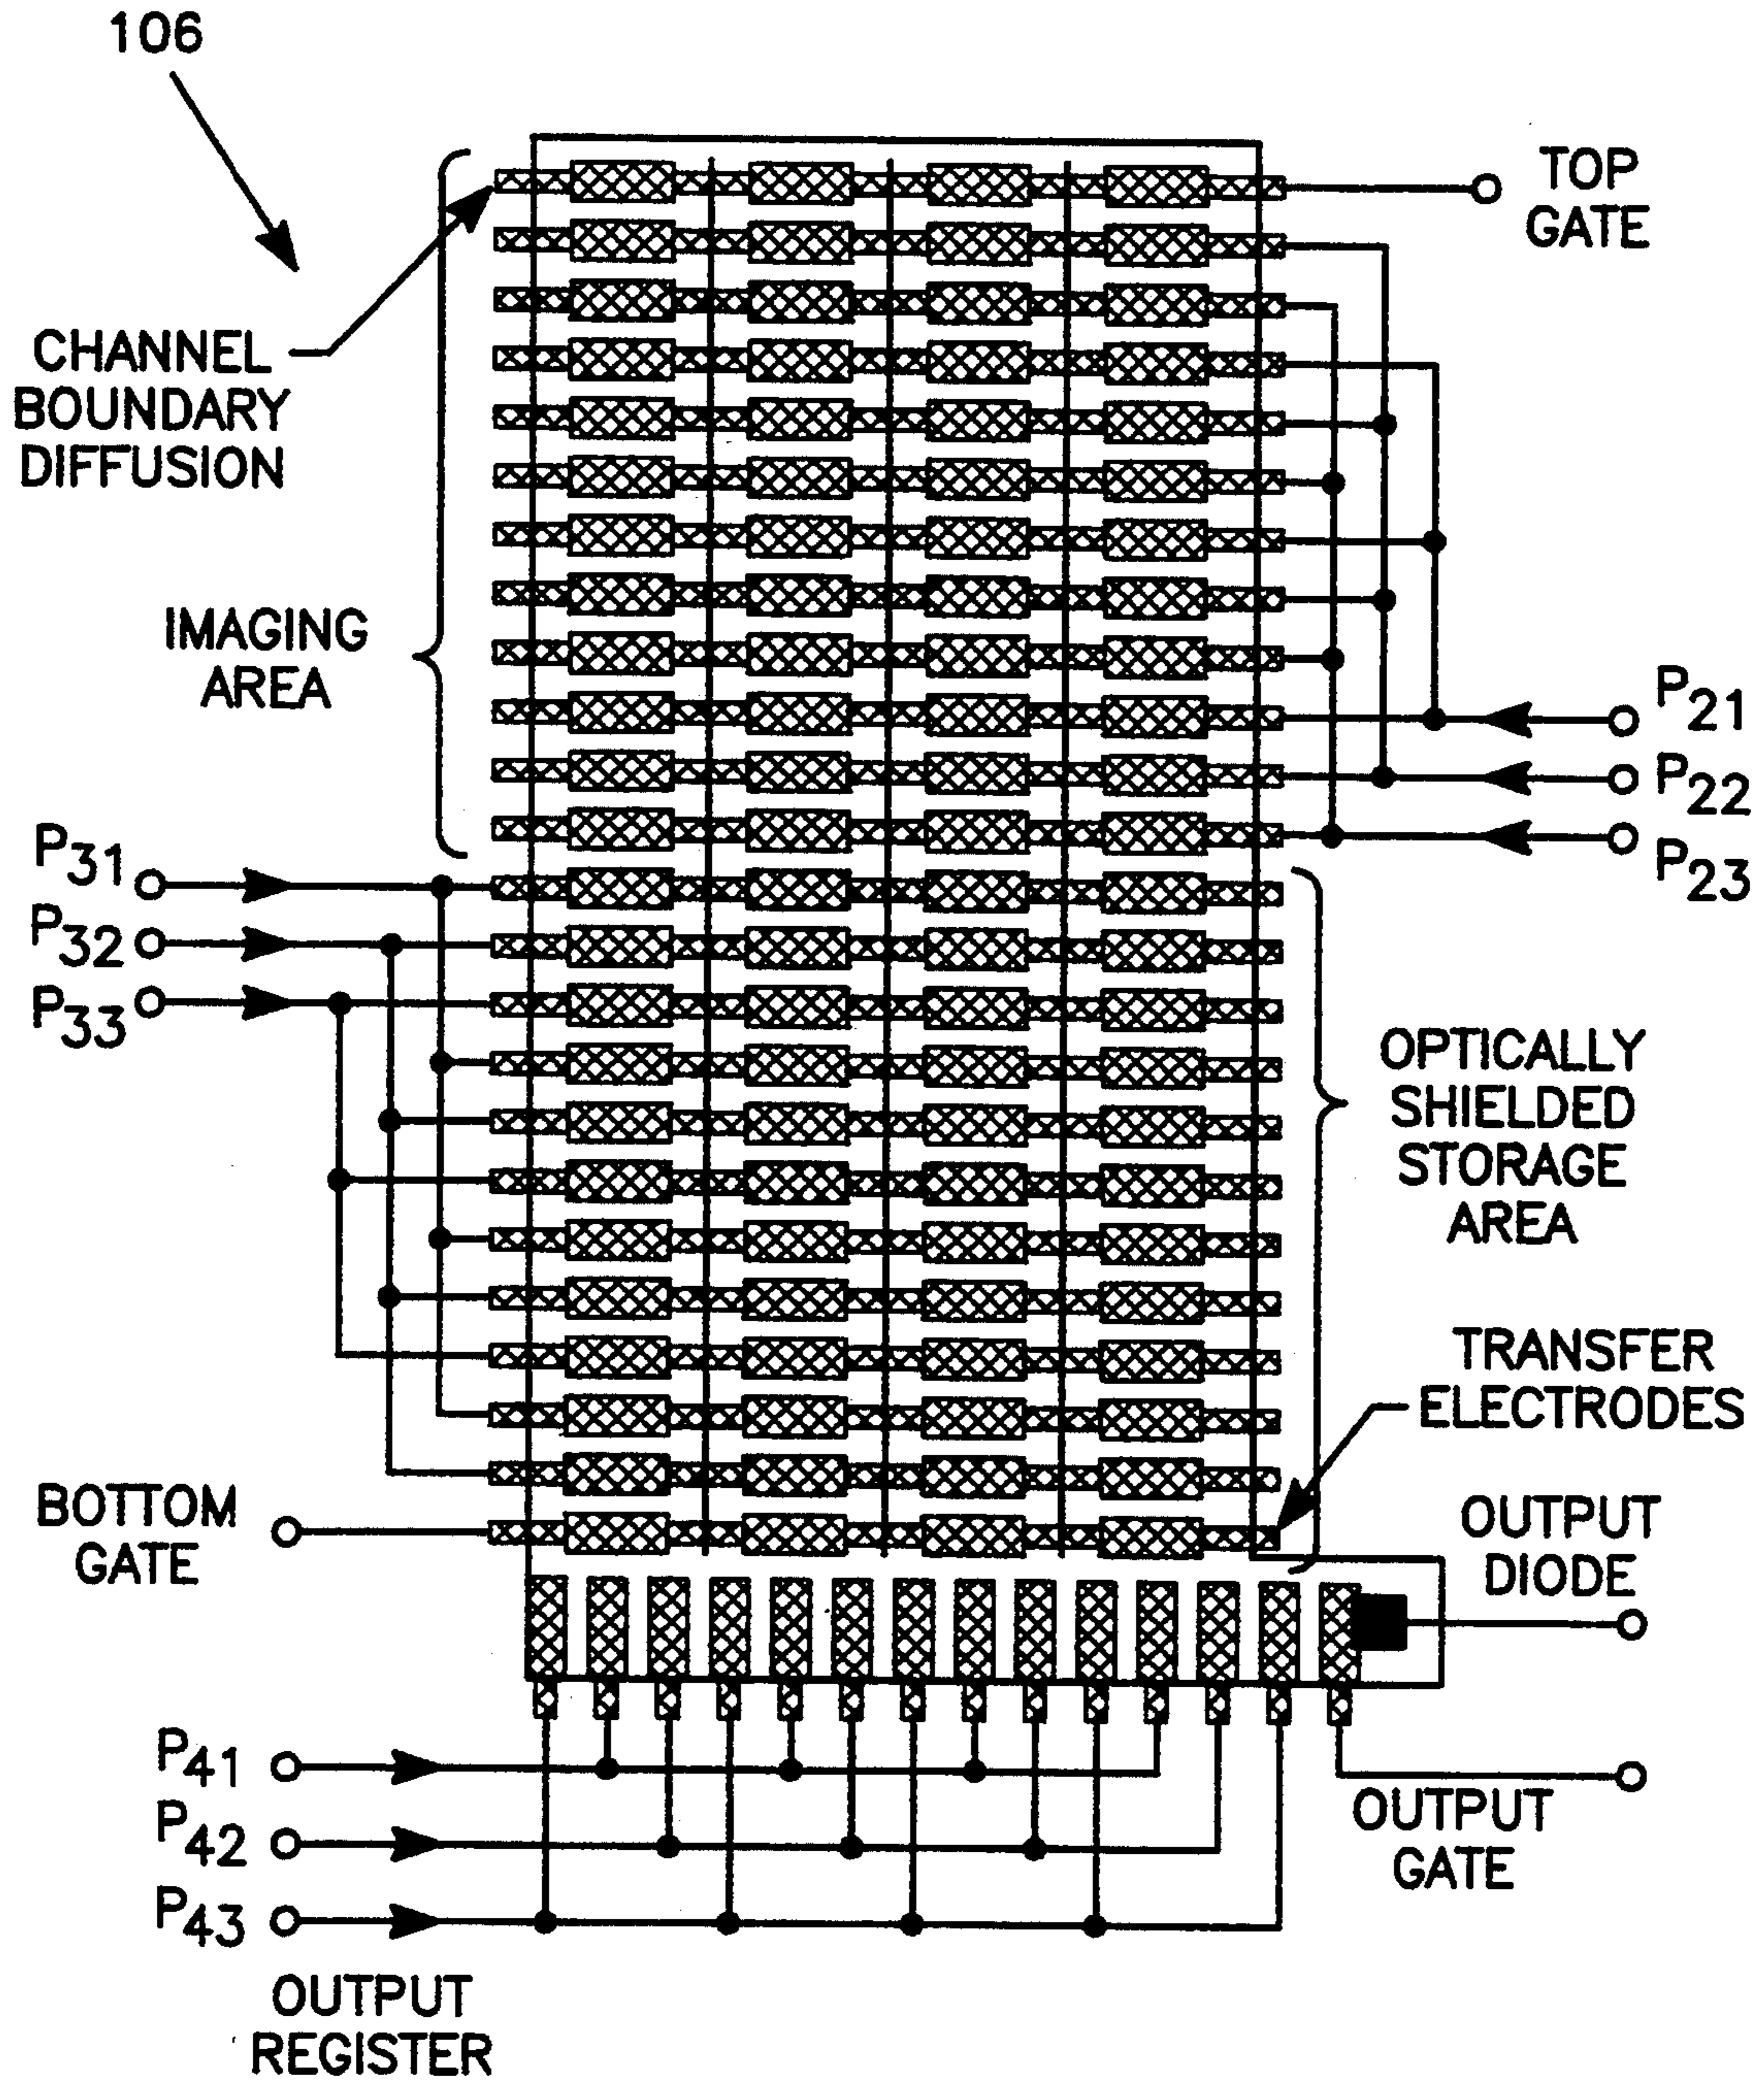 106
TOP
GATE
CHANNEL
BOUNDARY
DIFFUSION
IMAGING
AREA
P21
P22
P23
P31
P32
P33
OPTICALLY
SHIELDED
STORAGE
AREA
TRANSFER
ELECTRODES
BOTTOM
GATE
OUTPUT
DIODE
P41
P42
P43
OUTPUT
GATE
OUTPUT
REGISTER